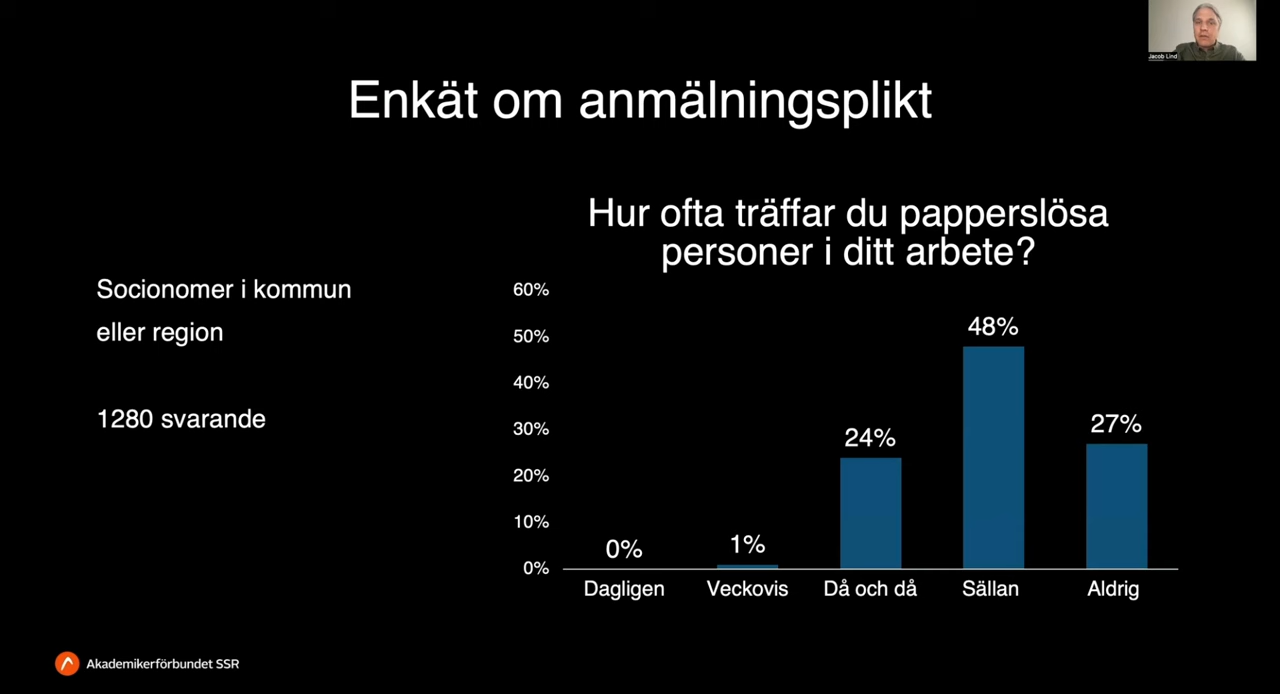 Jacob Lind
Enkät om anmälningsplikt
Socionomer i kommun
eller region
1280 svarande
Hur ofta träffar du papperslösa
personer i ditt arbete?
60%
50%
40%
30%
20%
10%
0%
0%
1%
24%
48%
27%
Dagligen
Veckovis
Då och då
Sällan
Aldrig
Akademikerförbundet SSR